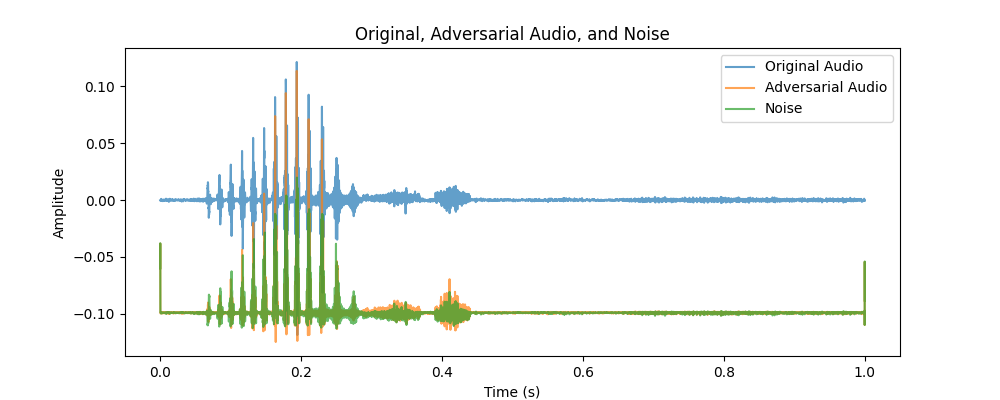 Original, Adversarial Audio, and Noise
Original Audio
Adversarial Audio
Noise
Amplitude
0.10
0.05
0.00
−0.05
−0.10
0.0
0.2
0.4
0.6
0.8
1.0
Time (s)